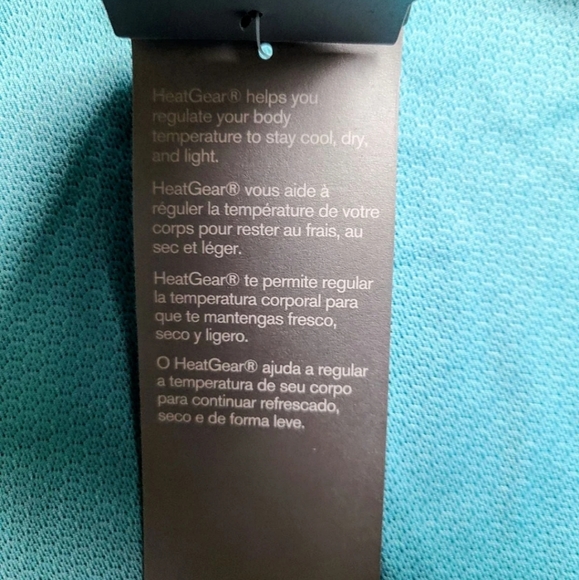 HeatGear® helps you
regulate your body
temperature to stay cool, dry,
and light.
HeatGear® vous aide à
réguler la température de votre
corps pour rester au frais, au
sec et léger.
HeatGear® te permite regular
la temperatura corporal para
que te mantengas fresco,
seco y ligero.
O HeatGear® ajuda a regular
a temperatura de seu corpo
para continuar refrescado,
seco e de forma leve.